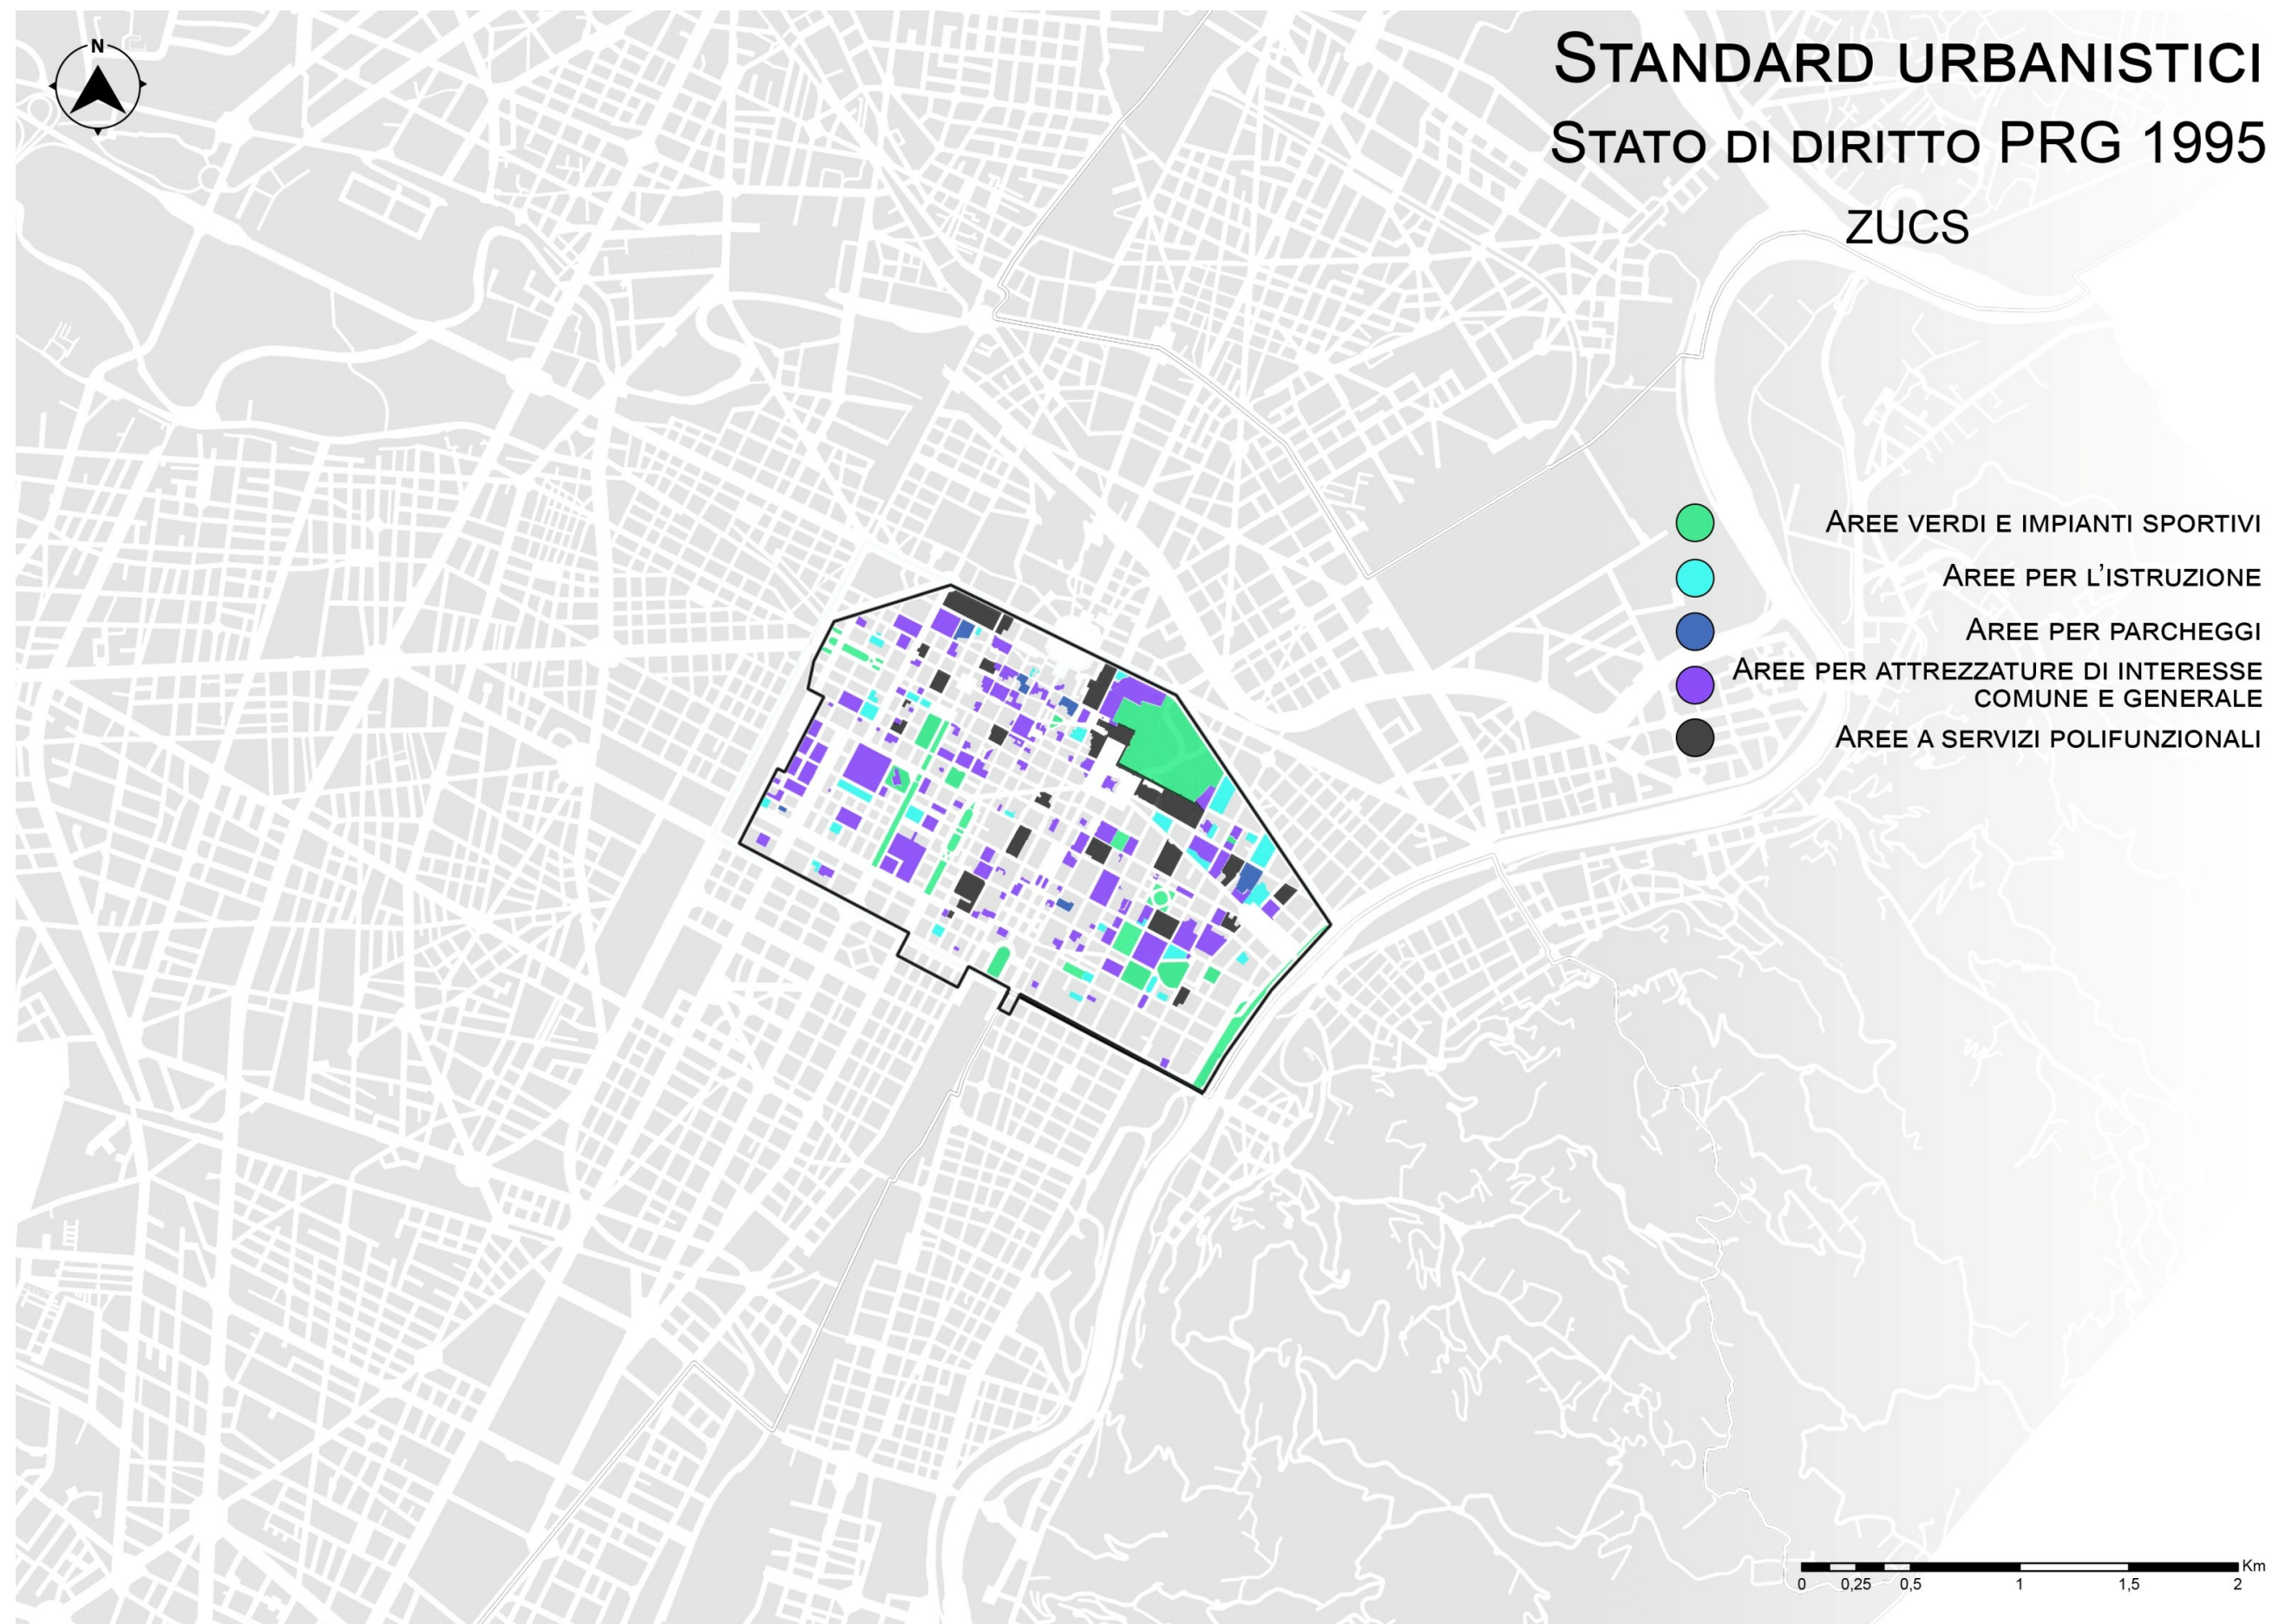 N
STANDARD URBANISTICI
STATO DI DIRITTO PRG 1995
ZUCS
AREE VERDI E IMPIANTI SPORTIVI
AREE PER L'ISTRUZIONE
AREE PER PARCHEGGI
AREE PER ATTREZZATURE DI INTERESSE
COMUNE E GENERALE
AREE A SERVIZI POLIFUNZIONALI
Km
0 0,25 0,5 1 1,5 2